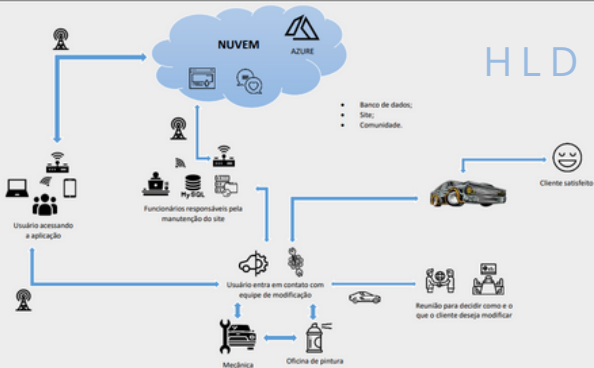 NUVEM
AZURE
HLD
• Banco de dados;
• Site;
• Comunidade.
MySQL
Funcionários responsáveis pela
manutenção do site
Usuário acessando
a aplicação
Cliente satisfeito
Usuário entra em contato com
equipe de modificação
Reunião para decidir como e o
que o cliente deseja modificar
Mecânica
Oficina de pintura